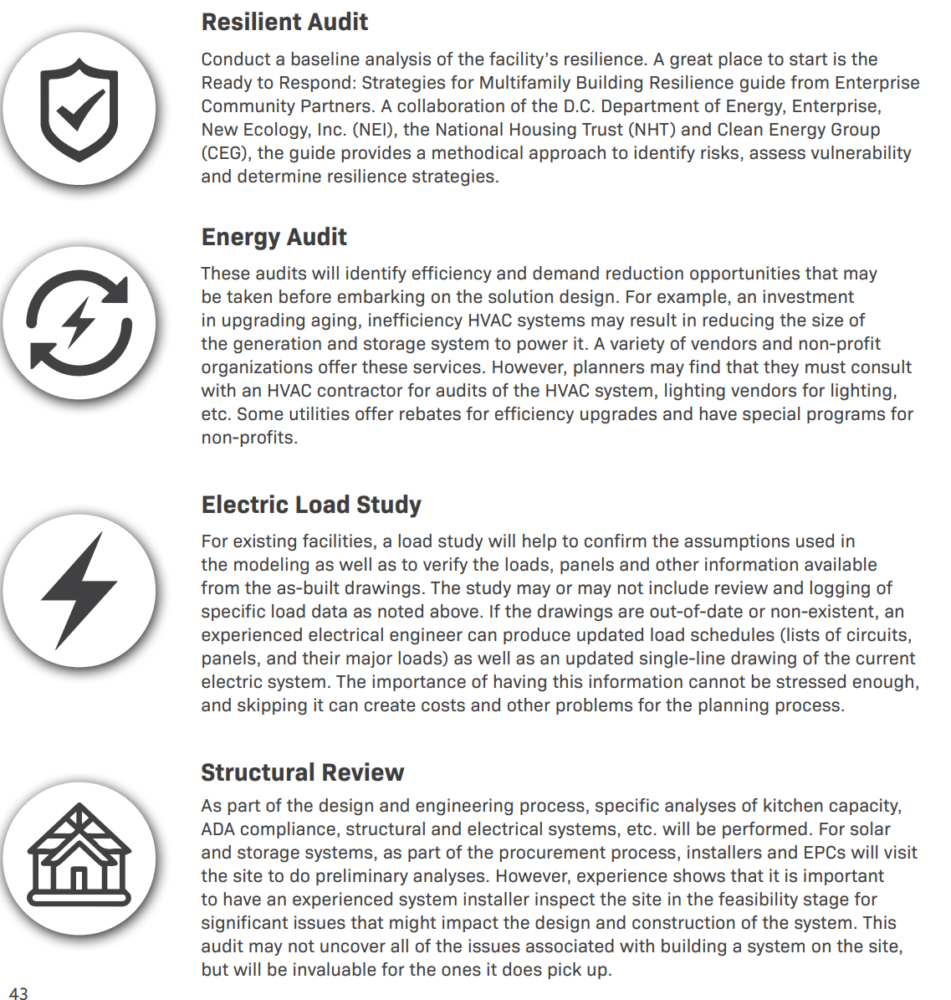 Resilient Audit
Conduct a baseline analysis of the facility's resilience. A great place to start is the
Ready to Respond: Strategies for Multifamily Building Resilience guide from Enterprise
Community Partners. A collaboration of the D.C. Department of Energy, Enterprise,
New Ecology, Inc. (NEI), the National Housing Trust (NHT) and Clean Energy Group
(CEG), the guide provides a methodical approach to identify risks, assess vulnerability
and determine resilience strategies.
Energy Audit
These audits will identify efficiency and demand reduction opportunities that may
be taken before embarking on the solution design. For example, an investment
in upgrading aging, inefficiency HVAC systems may result in reducing the size of
the generation and storage system to power it. A variety of vendors and non-profit
organizations offer these services. However, planners may find that they must consult
with an HVAC contractor for audits of the HVAC system, lighting vendors for lighting,
etc. Some utilities offer rebates for efficiency upgrades and have special programs for
non-profits.
Electric Load Study
For existing facilities, a load study will help to confirm the assumptions used in
the modeling as well as to verify the loads, panels and other information available
from the as-built drawings. The study may or may not include review and logging of
specific load data as noted above. If the drawings are out-of-date or non-existent, an
experienced electrical engineer can produce updated load schedules (lists of circuits,
panels, and their major loads) as well as an updated single-line drawing of the current
electric system. The importance of having this information cannot be stressed enough,
and skipping it can create costs and other problems for the planning process.
Structural Review
As part of the design and engineering process, specific analyses of kitchen capacity,
ADA compliance, structural and electrical systems, etc. will be performed. For solar
and storage systems, as part of the procurement process, installers and EPCs will visit
the site to do preliminary analyses. However, experience shows that it is important
to have an experienced system installer inspect the site in the feasibility stage for
significant issues that might impact the design and construction of the system. This
audit may not uncover all of the issues associated with building a system on the site,
but will be invaluable for the ones it does pick up.
43